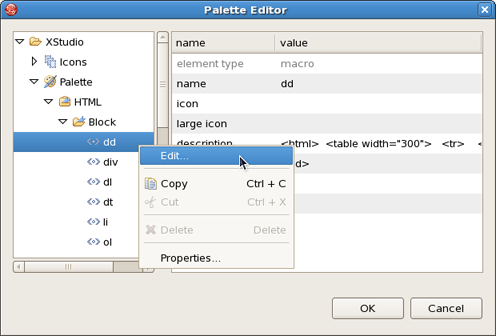 Palette Editor
XStudio
Icons
Palette
HTML
Block
dd
div
dl
dt
li
ol
name value
element type macro
name dd
icon
large icon
description <html> <table width="300"> <tr> <
d>
Edit...
Copy Ctrl + C
Cut Ctrl + X
Delete Delete
Properties...
OK Cancel